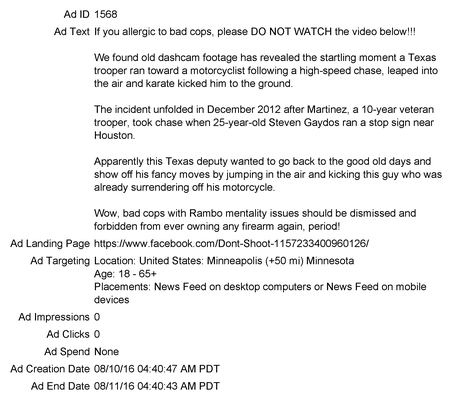 Ad ID 1568
Ad Text If you allergic to bad cops, please DO NOT WATCH the video below!!!
We found old dashcam footage has revealed the startling moment a Texas
trooper ran toward a motorcyclist following a high-speed chase, leaped into
the air and karate kicked him to the ground.
The incident unfolded in December 2012 after Martinez, a 10-year veteran
trooper, took chase when 25-year-old Steven Gaydos ran a stop sign near
Houston.
Apparently this Texas deputy wanted to go back to the good old days and
show off his fancy moves by jumping in the air and kicking this guy who was
already surrendering off his motorcycle.
Wow, bad cops with Rambo mentality issues should be dismissed and
forbidden from ever owning any firearm again, period!
Ad Landing Page https://www.facebook.com/Dont-Shoot-1157233400960126/
Ad Targeting Location: United States: Minneapolis (+50 mi) Minnesota
Age: 18 - 65+
Placements: News Feed on desktop computers or News Feed on mobile
devices
Ad Impressions 0
Ad Clicks 0
Ad Spend None
Ad Creation Date 08/10/16 04:40:47 AM PDT
Ad End Date 08/11/16 04:40:43 AM PDT